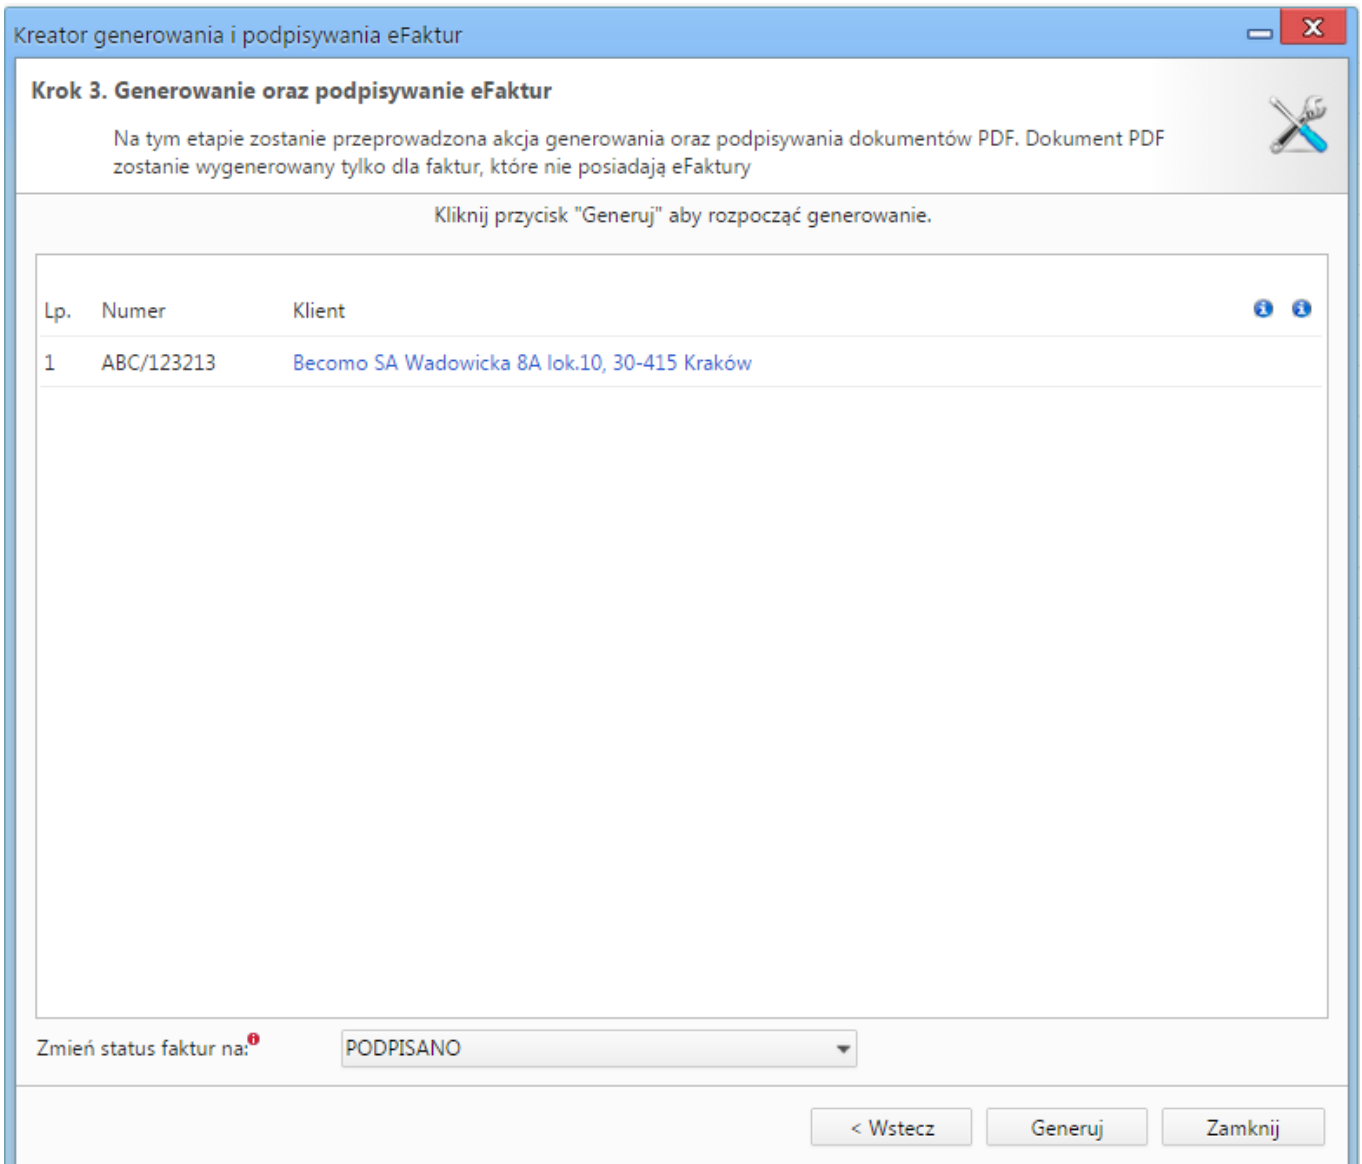 Kreator generowania i podpisywania eFaktur
Krok 3. Generowanie oraz podpisywanie eFaktur
Na tym etapie zostanie przeprowadzona akcja generowania oraz podpisywania dokumentów PDF. Dokument PDF
zostanie wygenerowany tylko dla faktur, które nie posiadają eFaktury
Kliknij przycisk "Generuj" aby rozpocząć generowanie.
Lp. Numer Klient
1 ABC/123213 Becomo SA Wadowicka 8A lok.10, 30-415 Kraków
Zmień status faktur na: PODPISANO
< Wstecz Generuj Zamknij